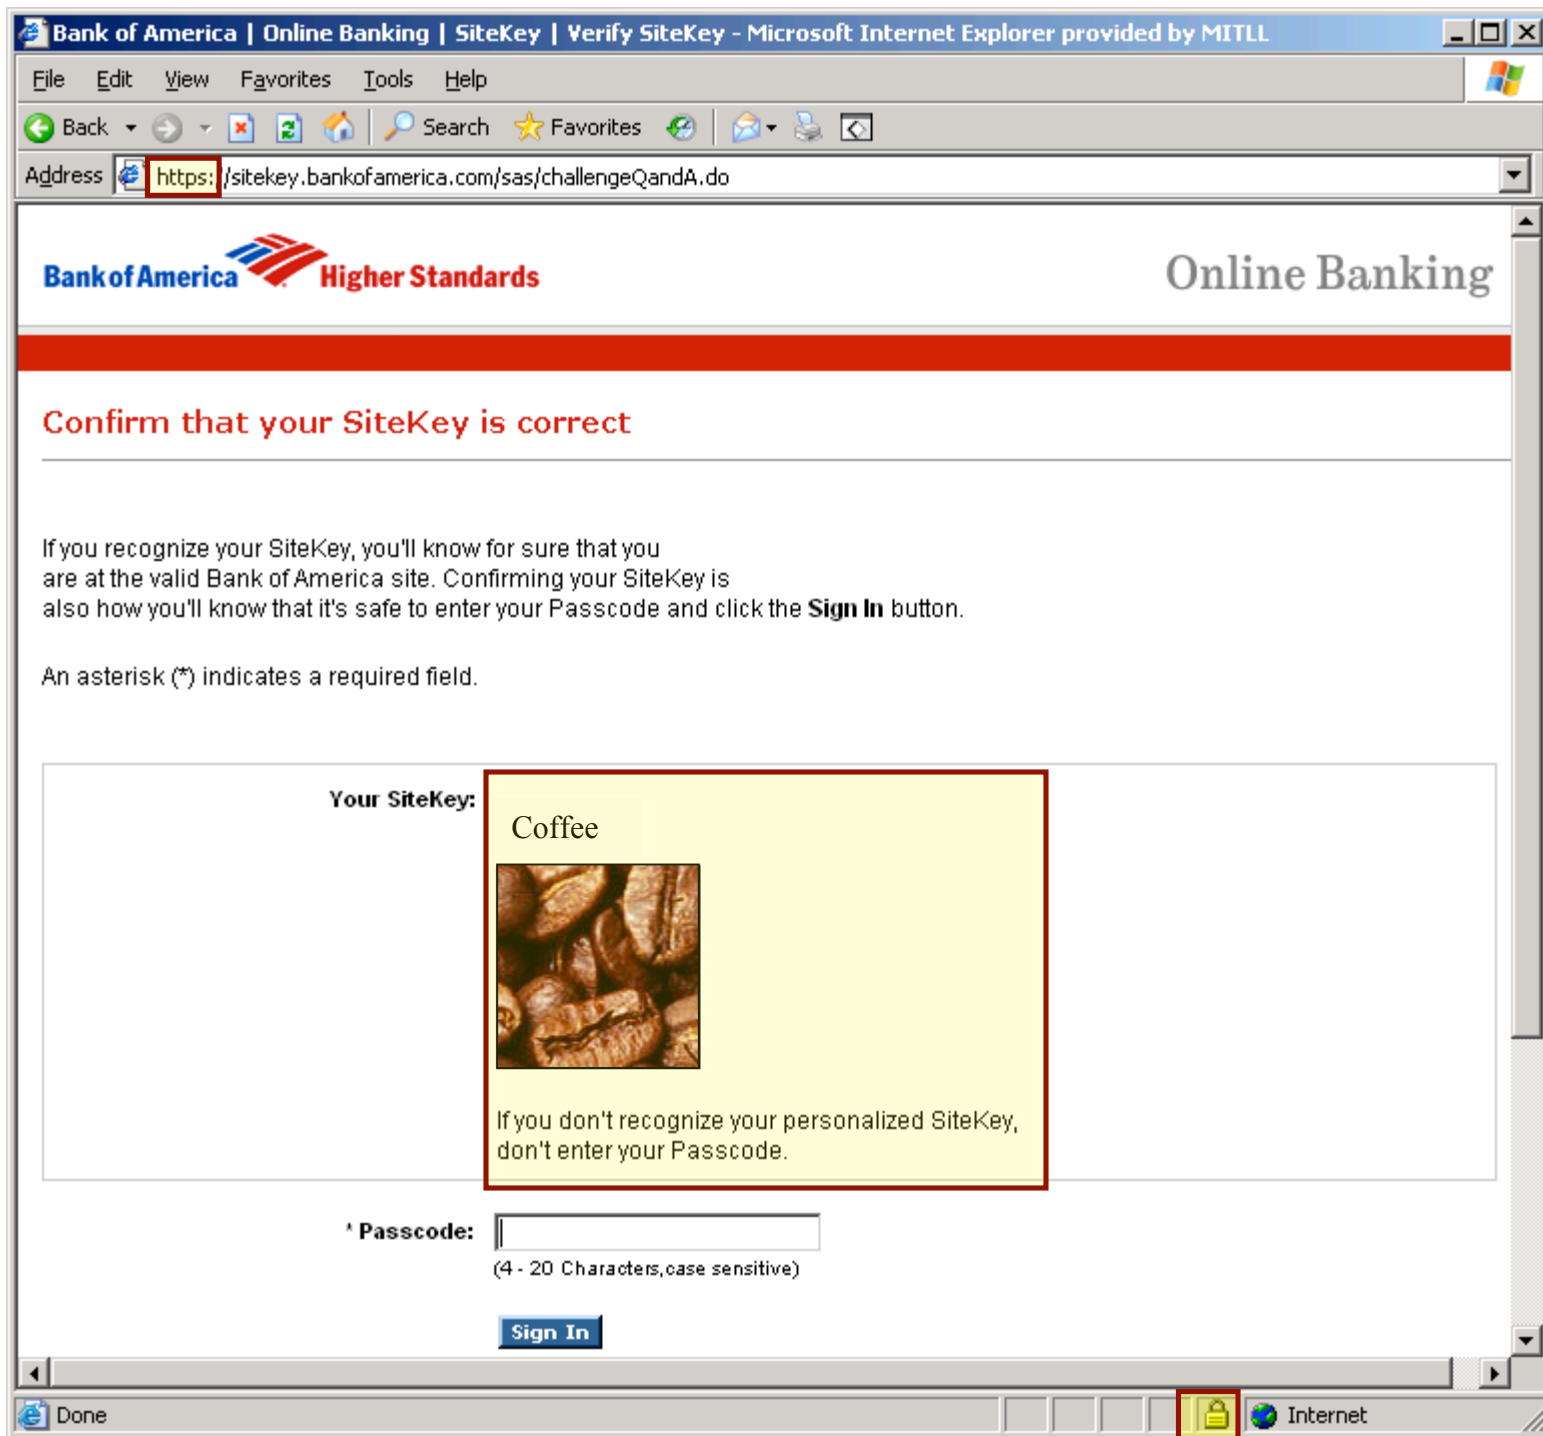 Bank of America | Online Banking | SiteKey | Verify SiteKey - Microsoft Internet Explorer provided by MITLL
File Edit View Favorites Tools Help
Back Search Favorites
Address https://sitekey.bankofamerica.com/sas/challengeQandA.do
Bank of America Higher Standards
Online Banking
Confirm that your SiteKey is correct
If you recognize your SiteKey, you'll know for sure that you
are at the valid Bank of America site. Confirming your SiteKey is
also how you'll know that it's safe to enter your Passcode and click the Sign In button.
An asterisk (*) indicates a required field.
Your SiteKey:
Coffee
If you don't recognize your personalized SiteKey,
don't enter your Passcode.
* Passcode:
(4 - 20 Characters,case sensitive)
Sign In
Done Internet